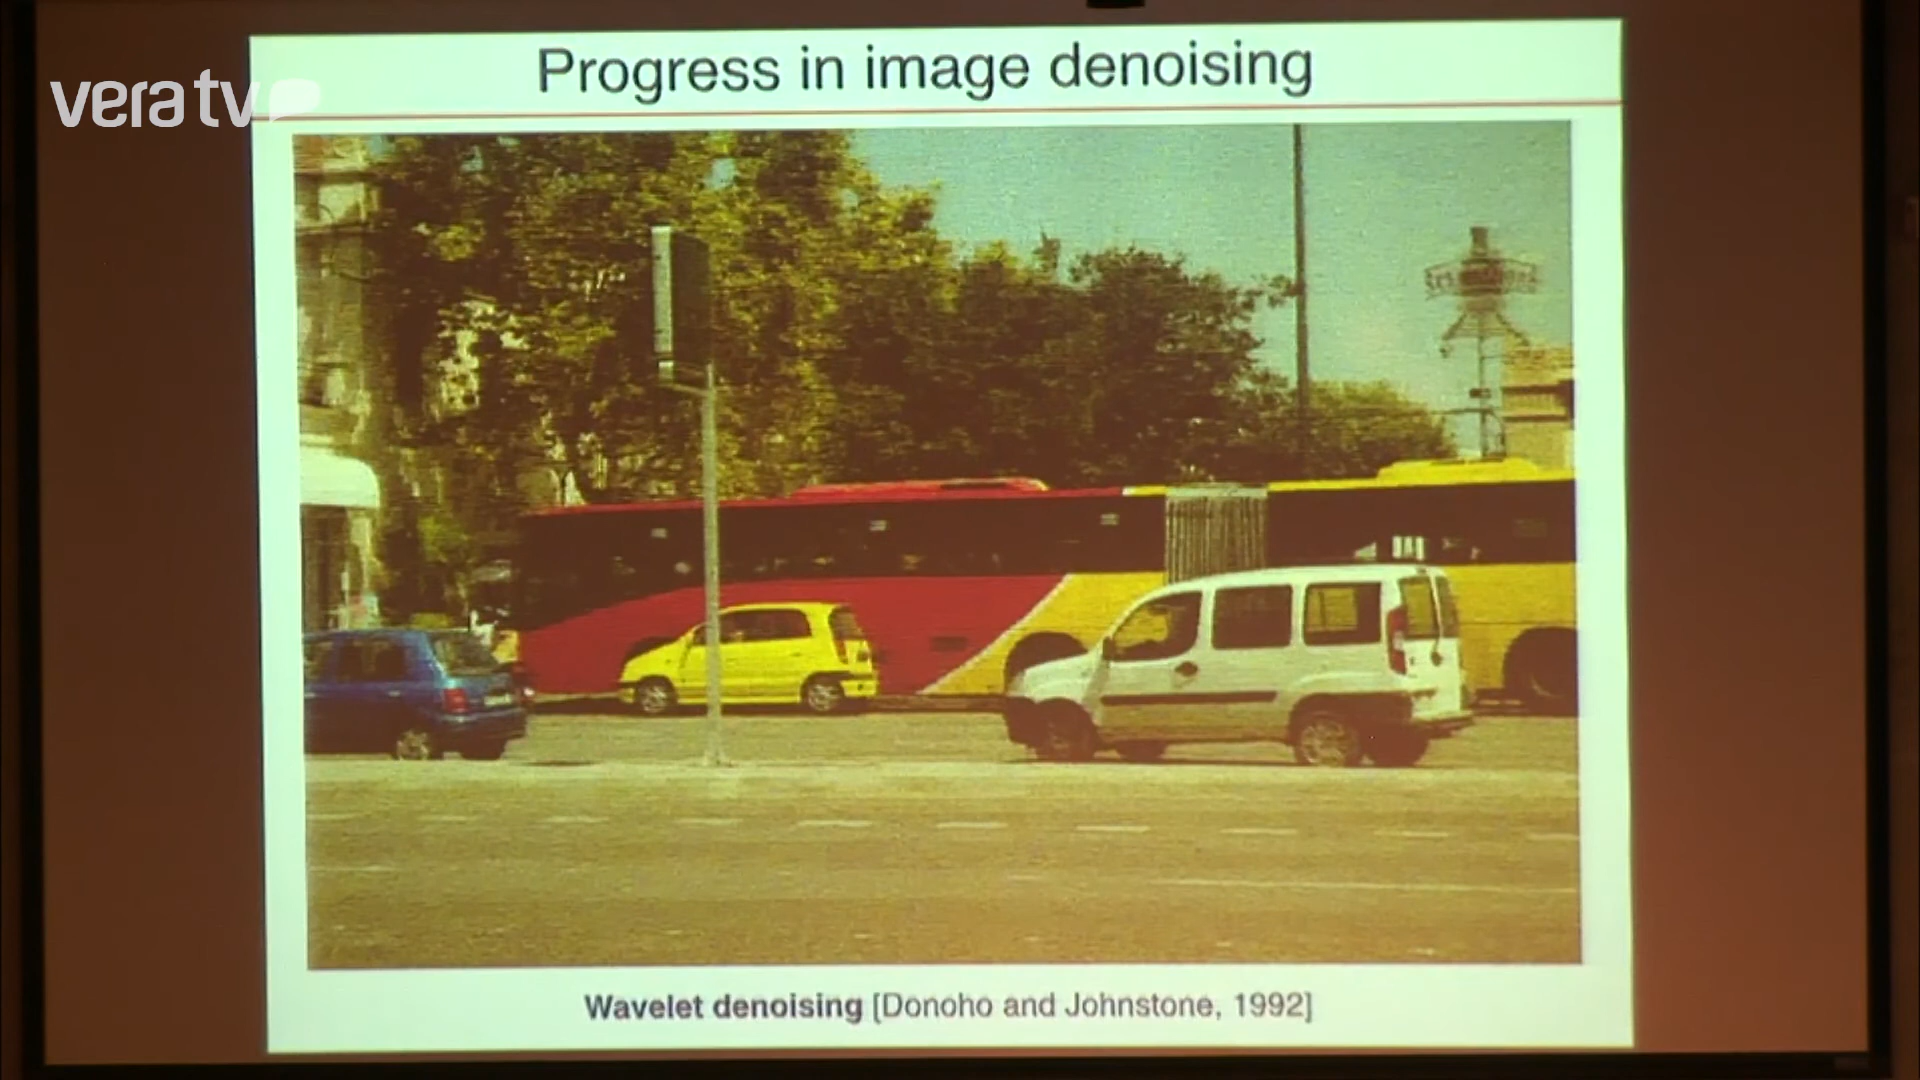 Progress in image denoising
vera tv
Wavelet denoising [Donoho and Johnstone, 1992]